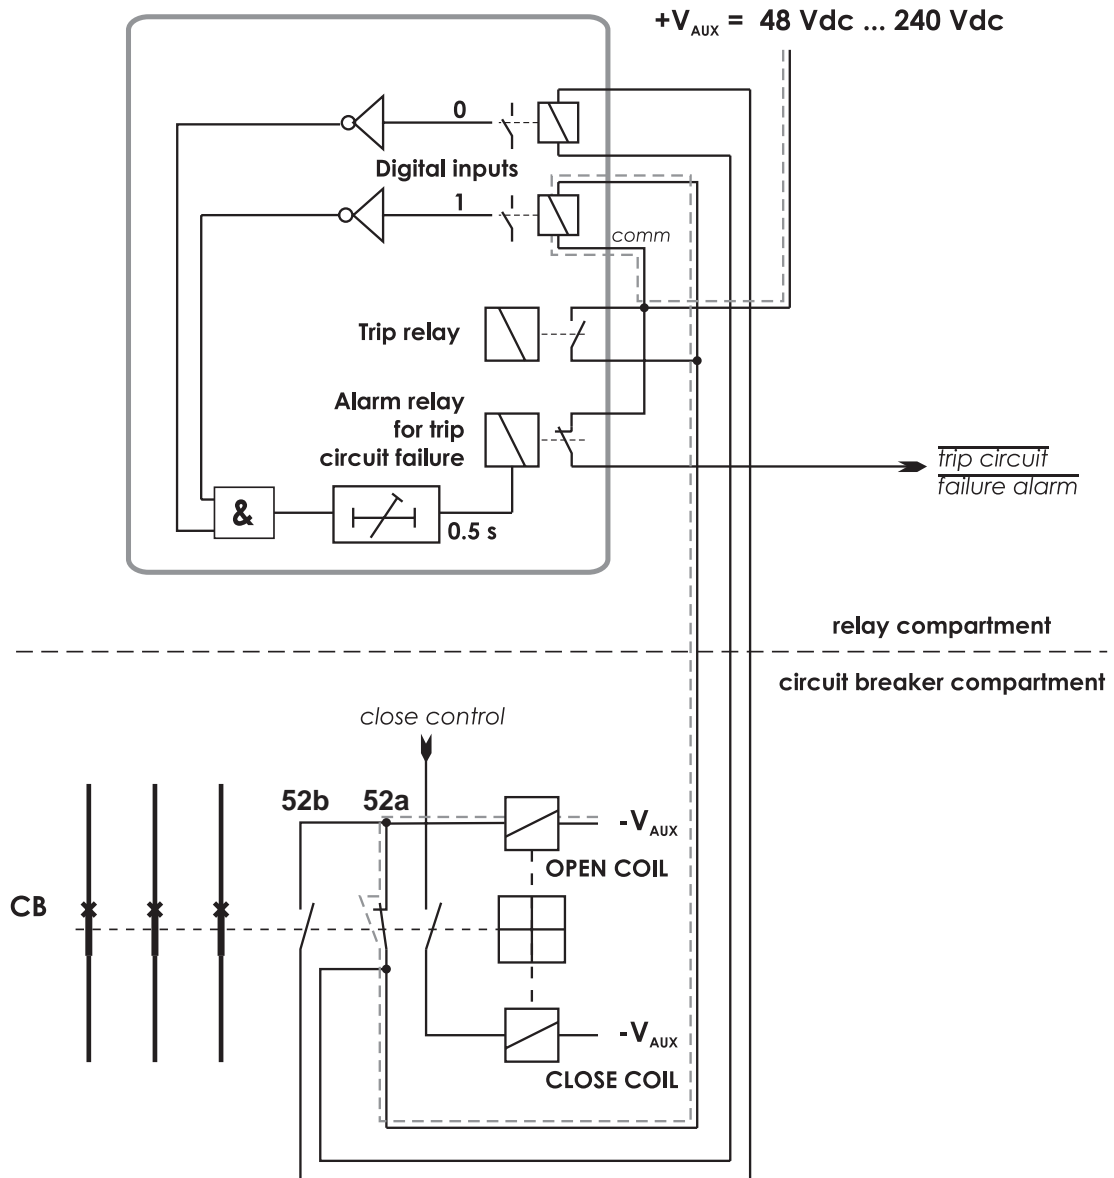 +VAUX = 48 Vdc ... 240 Vdc
0
Digital inputs
1
comm
Trip relay
Alarm relay
for trip
circuit failure
trip circuit
failure alarm
&
0.5 s
relay compartment
circuit breaker compartment
close control
52b 52a
-VAUX
OPEN COIL
CB
-VAUX
CLOSE COIL